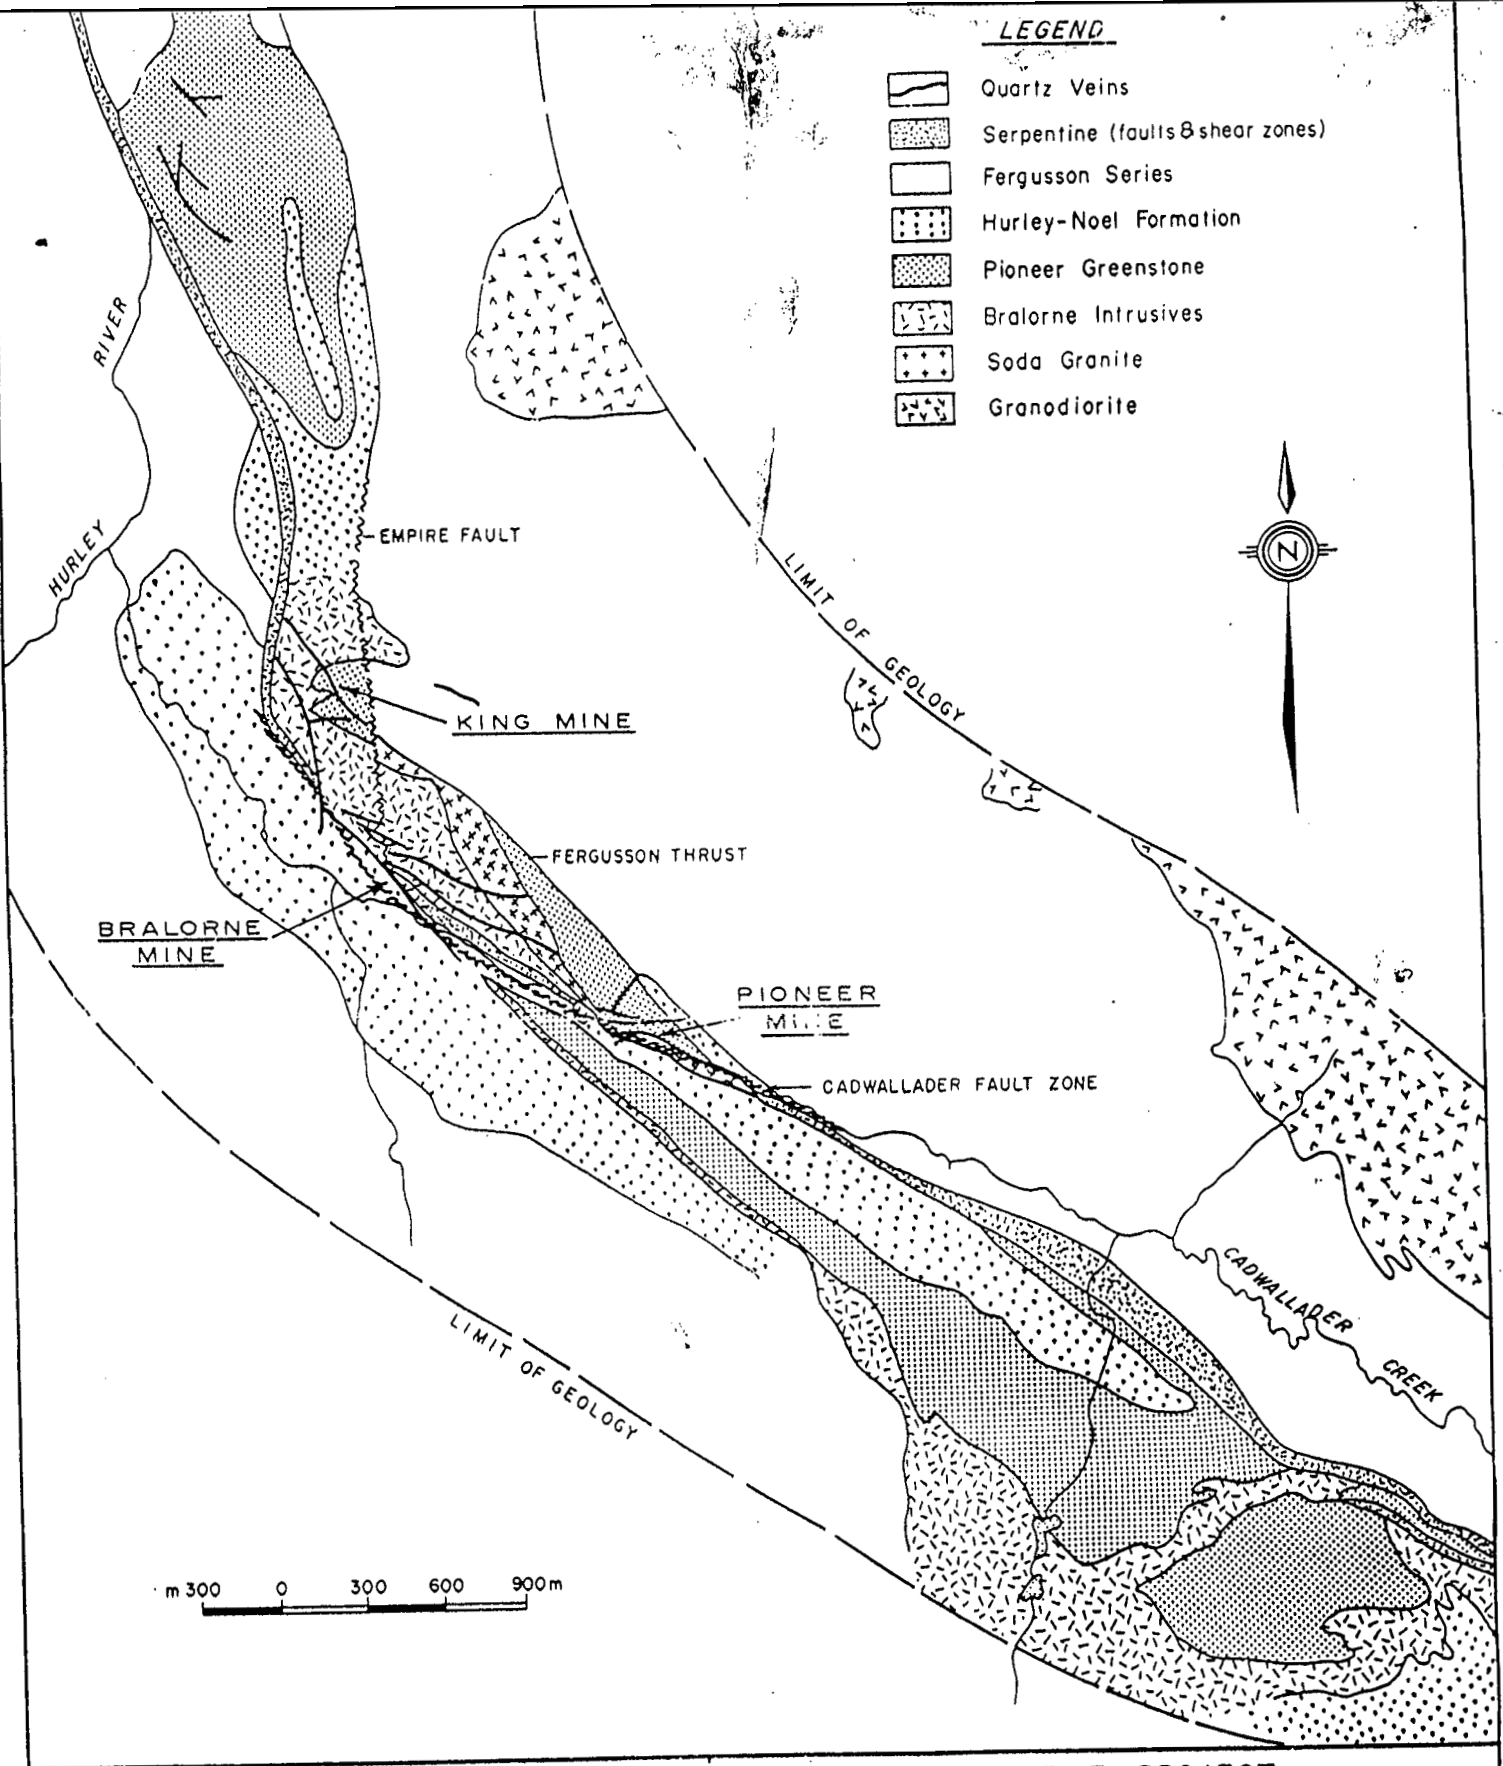 LEGEND
Quartz Veins
Serpentine (faults & shear zones)
Fergusson Series
Hurley-Noel Formation
Pioneer Greenstone
Bralorne Intrusives
Soda Granite
Granodiorite
RIVER
HURLEY
EMPIRE FAULT
N
LIMIT OF GEOLOGY
KING MINE
FERGUSSON THRUST
BRALORNE
MINE
PIONEER
CADWALLADER FAULT ZONE
CADWALLADER
CREEK
LIMIT OF GEOLOGY
m 300 0 300 600 900m